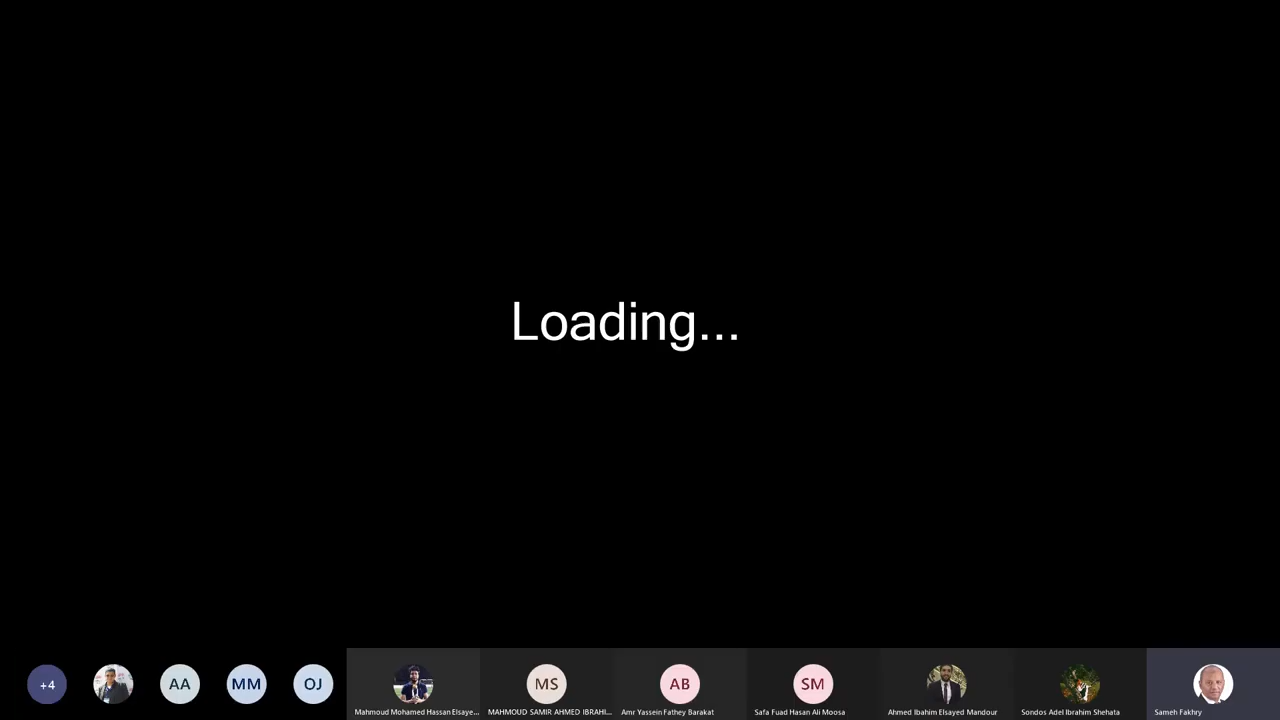 Loading...
+4
AA
MM
OJ
MS
AB
SM
Mahmoud Mohamed Hassan Elsaye...
MAHMOUD SAMIR AHMED IBRAHI...
Amr Yassein Fathey Barakat
Safa Fuad Hasan Ali Moosa
Ahmed Ibahim Elsayed Mandour
Sondos Adel Ibrahim Shehata
Sameh Fakhry